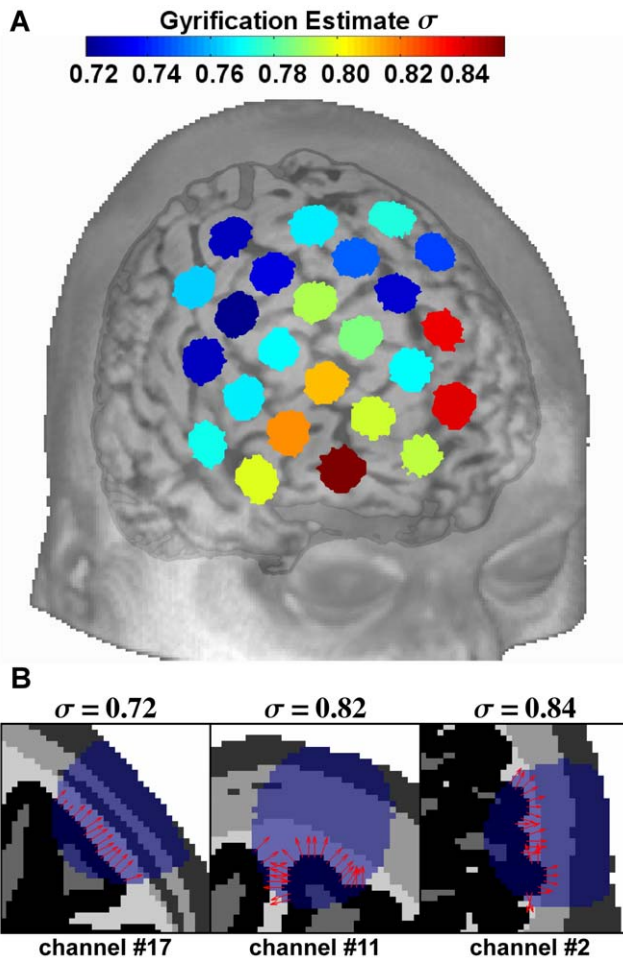 A
Gyrification Estimate σ
0.72 0.74 0.76 0.78 0.80 0.82 0.84
B
σ = 0.72 σ = 0.82 σ = 0.84
channel #17 channel #11 channel #2